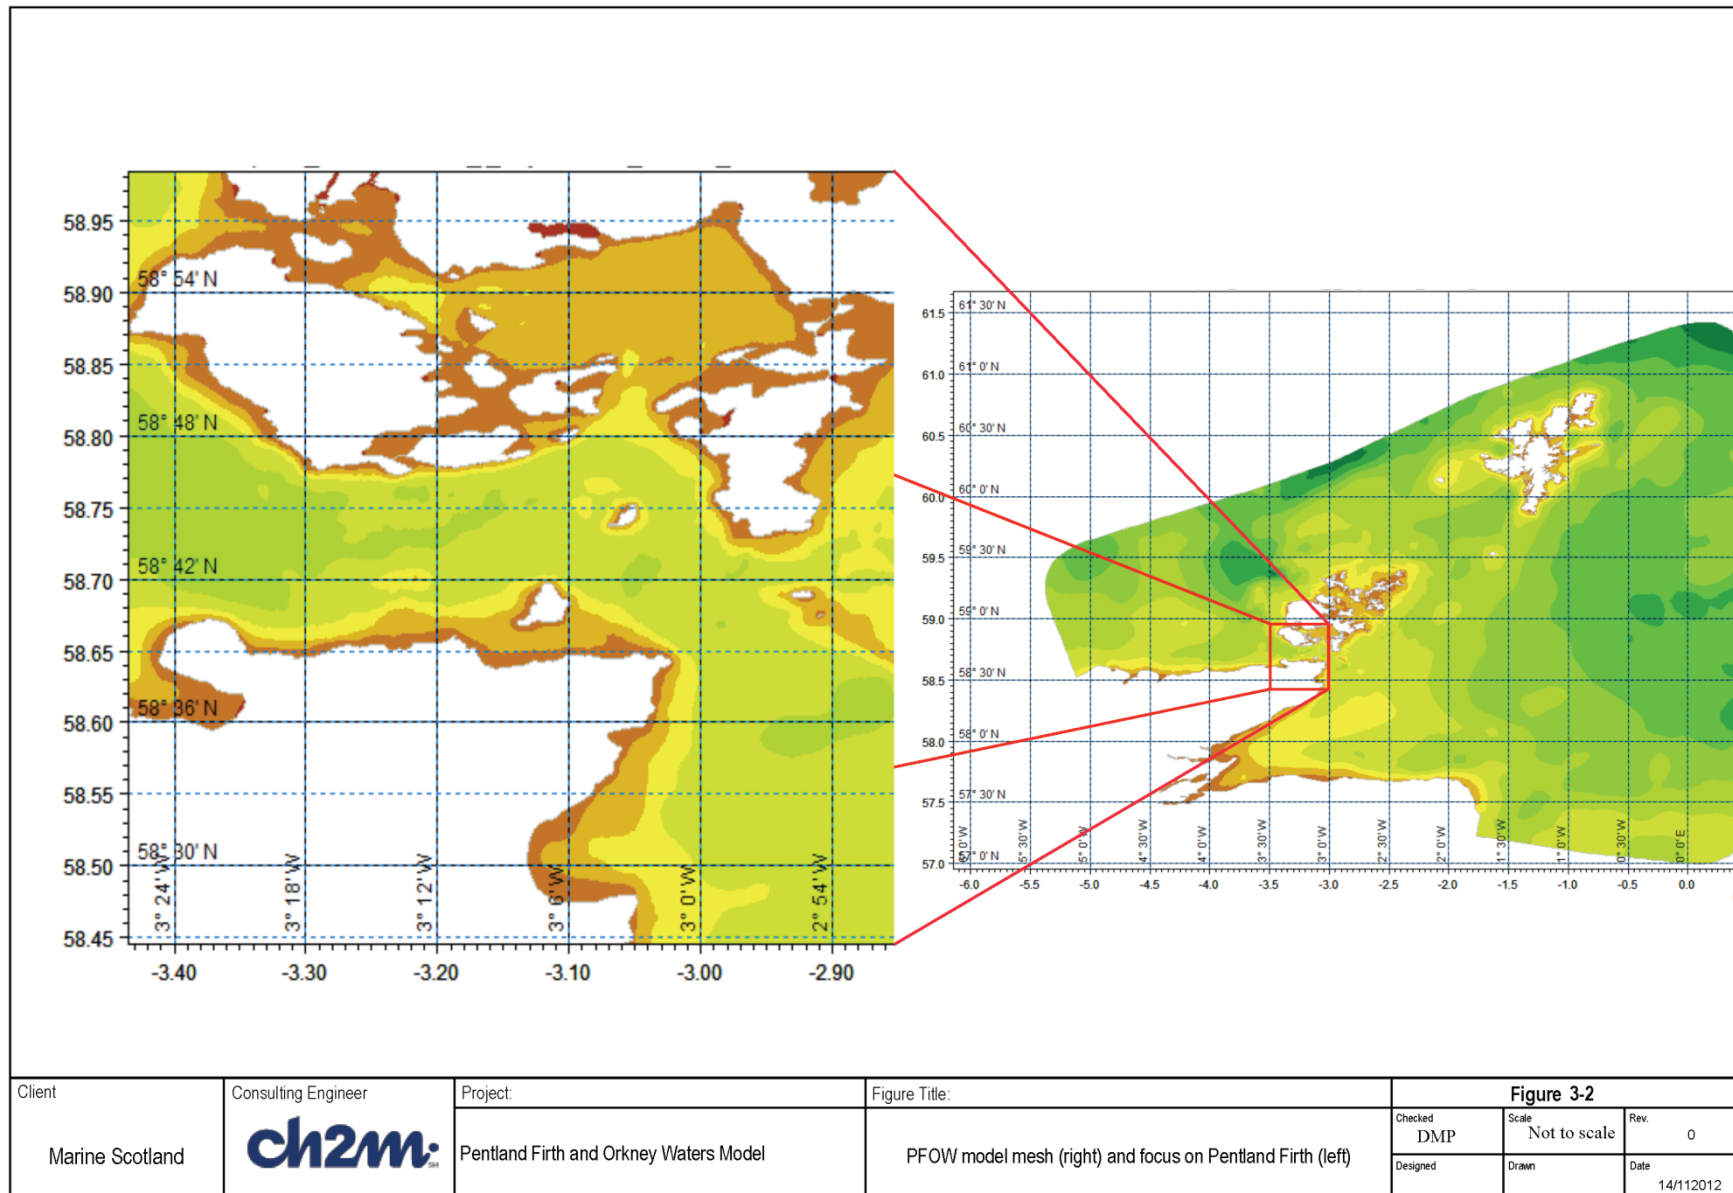 58.95
58.90
58.85
58.80
58.75
58.70
58.65
58.60
58.55
58.50
58.45
58° 54' N
58° 48' N
58° 42' N
58° 36' N
58° 30' N
3° 24' W
3° 18' W
3° 12' W
3° 6' W
3° 0' W
2° 54' W
-3.40 -3.30 -3.20 -3.10 -3.00 -2.90
61.5
61.0
60.5
60.0
59.5
59.0
58.5
58.0
57.5
57.0
61° 30' N
61° 0' N
60° 30' N
60° 0' N
59° 30' N
59° 0' N
58° 30' N
58° 0' N
57° 30' N
57° 0' N
5° 30' W
5° 0' W
4° 30' W
4° 0' W
3° 30' W
3° 0' W
2° 30' W
2° 0' W
1° 30' W
1° 0' W
0° 30' W
0° 0' E
-6.0 -5.5 -5.0 -4.5 -4.0 -3.5 -3.0 -2.5 -2.0 -1.5 -1.0 -0.5 0.0
Client
Marine Scotland
Consulting Engineer
ch2m:
SM
Project:
Pentland Firth and Orkney Waters Model
Figure Title:
PFOW model mesh (right) and focus on Pentland Firth (left)
Figure 3-2
Checked
DMP
Scale
Not to scale
Rev.
0
Designed
Drawn
Date
14/112012